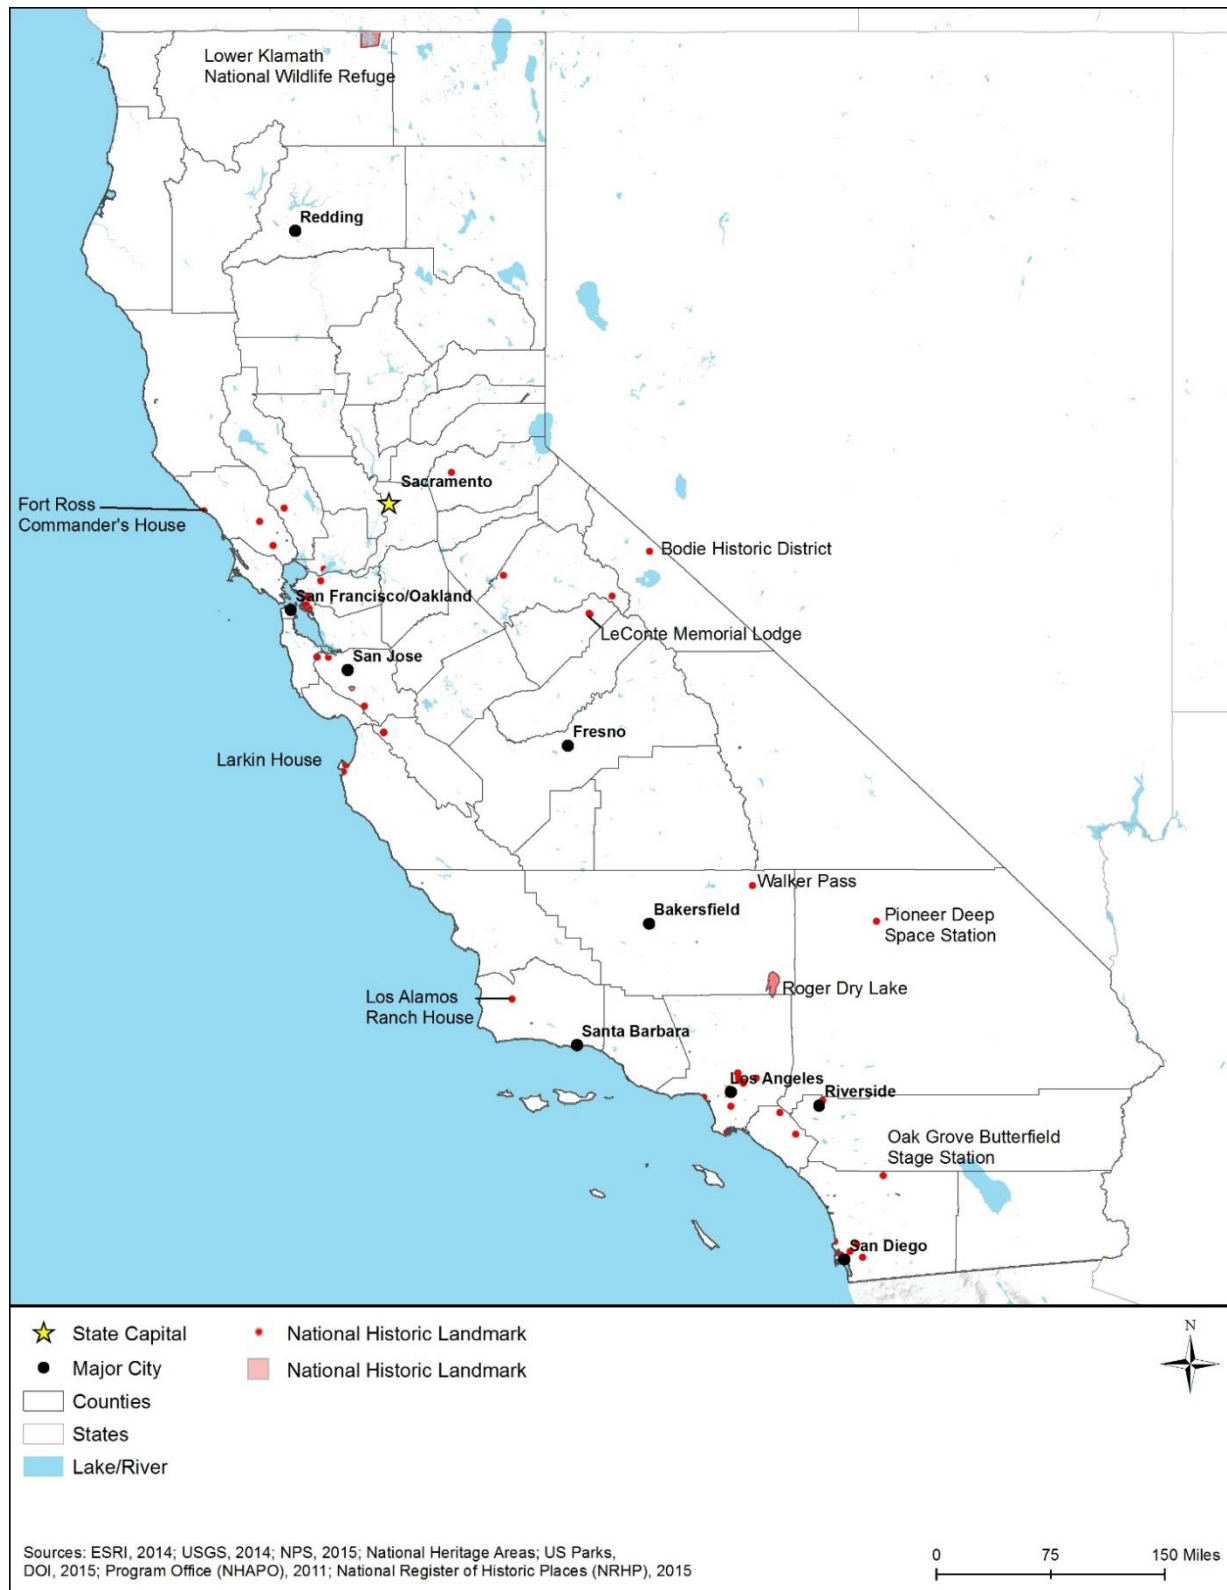 Lower Klamath
National Wildlife Refuge
Redding
Sacramento
Fort Ross
Commander's House
Bodie Historic District
San Francisco/Oakland
LeConte Memorial Lodge
San Jose
Fresno
Larkin House
Walker Pass
Bakersfield
Pioneer Deep
Space Station
Roger Dry Lake
Los Alamos
Ranch House
Santa Barbara
Los Angeles
Riverside
Oak Grove Butterfield
Stage Station
San Diego
State Capital
National Historic Landmark
Major City
National Historic Landmark
Counties
States
Lake/River
N
Sources: ESRI, 2014; USGS, 2014; NPS, 2015; National Heritage Areas; US Parks,
DOI, 2015; Program Office (NHAPO), 2011; National Register of Historic Places (NRHP), 2015
0 75 150 Miles